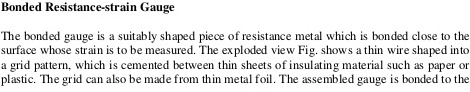 Bonded Resistance-strain Gauge
The bonded gauge is a suitably shaped piece of resistance metal which is bonded close to the
surface whose strain is to be measured. The exploded view Fig. shows a thin wire shaped into
a grid pattern, which is cemented between thin sheets of insulating material such as paper or
plastic. The grid can also be made from thin metal foil. The assembled gauge is bonded to the